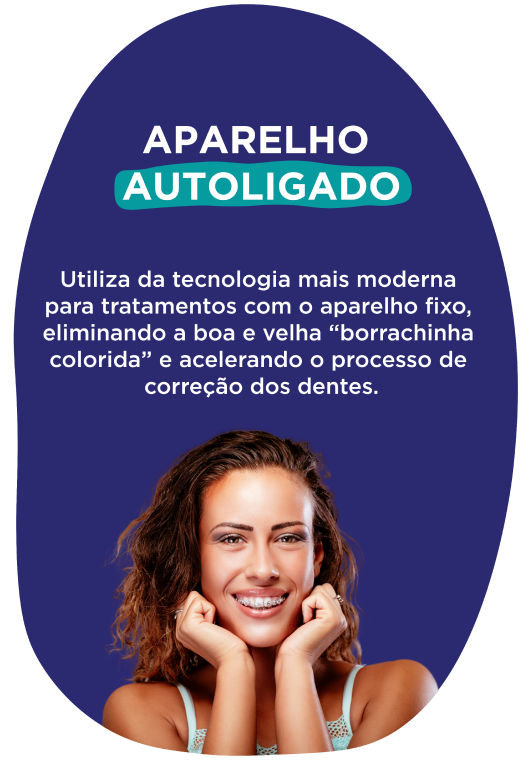 APARELHO
AUTOLIGADO
Utiliza da tecnologia mais moderna
para tratamentos com o aparelho fixo,
eliminando a boa e velha “borrachinha
colorida” e acelerando o processo de
correção dos dentes.